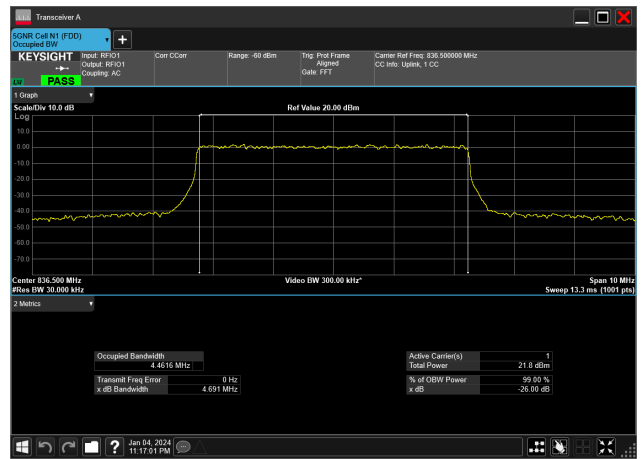 Transceiver A
5GNR Cell N1 (FDD)
Occupied BW
KEYSIGHT
LXI
PASS
Input: RFIO1
Output: RFIO1
Coupling: AC
Corr CCorr
Range: -60 dBm
Trig: Prot Frame
Aligned
Gate: FFT
Carrier Ref Freq: 836.500000 MHz
CC Info: Uplink, 1 CC
1 Graph
Scale/Div 10.0 dB
Ref Value 20.00 dBm
Log
10.0
0.00
-10.0
-20.0
-30.0
-40.0
-50.0
-60.0
-70.0
Center 836.500 MHz
Video BW 300.00 kHz*
Span 10 MHz
#Res BW 30.000 kHz
Sweep 13.3 ms (1001 pts)
2 Metrics
Occupied Bandwidth
4.4616 MHz
Active Carrier(s) 1
Total Power 21.8 dBm
Transmit Freq Error 0 Hz
x dB Bandwidth 4.691 MHz
% of OBW Power 99.00 %
x dB -26.00 dB
Jan 04, 2024
11:17:01 PM